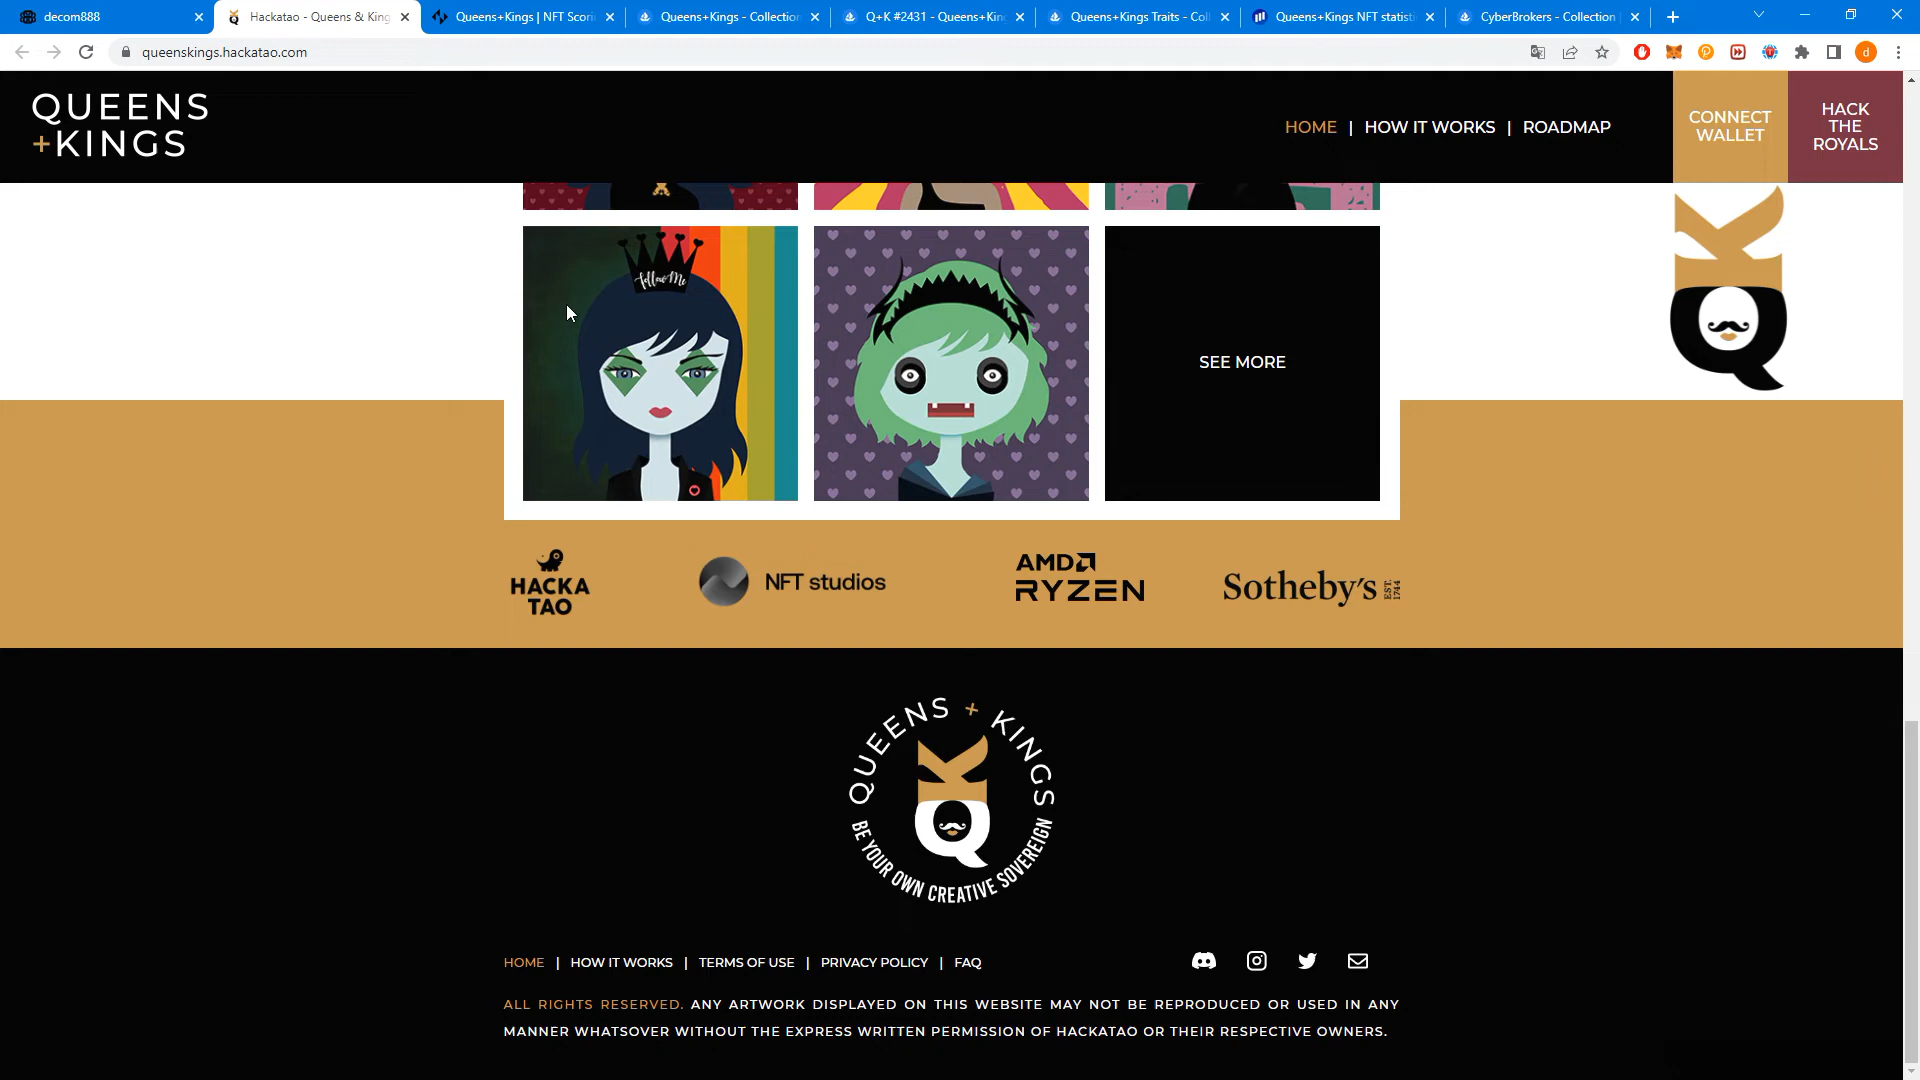 decom888
Hackatao - Queens & King
Queens+Kings | NFT Scori
Queens+Kings - Collection
Q+K #2431 - Queens+Kin
Queens+Kings Traits - Col
Queens+Kings NFT statist
CyberBrokers - Collection
queenskings.hackatao.com
d
QUEENS
+KINGS
HOME | HOW IT WORKS | ROADMAP
CONNECT
WALLET
HACK
THE
ROYALS
follow Me
SEE MORE
HACKA
TAO
NFT studios
AMD
RYZEN
Sotheby's EST. 1744
QUEENS + KINGS
BE YOUR OWN CREATIVE SOVEREIGN
HOME | HOW IT WORKS | TERMS OF USE | PRIVACY POLICY | FAQ
ALL RIGHTS RESERVED. ANY ARTWORK DISPLAYED ON THIS WEBSITE MAY NOT BE REPRODUCED OR USED IN ANY
MANNER WHATSOVER WITHOUT THE EXPRESS WRITTEN PERMISSION OF HACKATAO OR THEIR RESPECTIVE OWNERS.